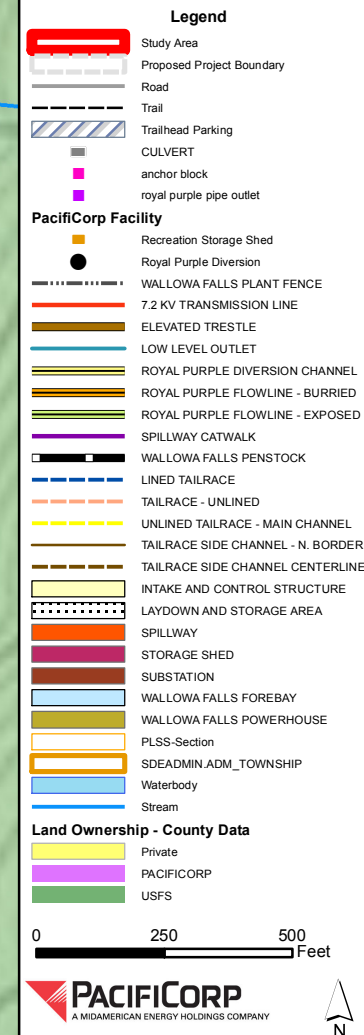 Legend
Study Area
Proposed Project Boundary
Road
Trail
Trailhead Parking
CULVERT
anchor block
royal purple pipe outlet
PacifiCorp Facility
Recreation Storage Shed
Royal Purple Diversion
WALLOWA FALLS PLANT FENCE
7.2 KV TRANSMISSION LINE
ELEVATED TRESTLE
LOW LEVEL OUTLET
ROYAL PURPLE DIVERSION CHANNEL
ROYAL PURPLE FLOWLINE - BURRIED
ROYAL PURPLE FLOWLINE - EXPOSED
SPILLWAY CATWALK
WALLOWA FALLS PENSTOCK
LINED TAILRACE
TAILRACE - UNLINED
UNLINED TAILRACE - MAIN CHANNEL
TAILRACE SIDE CHANNEL - N. BORDER
TAILRACE SIDE CHANNEL CENTERLINE
INTAKE AND CONTROL STRUCTURE
LAYDOWN AND STORAGE AREA
SPILLWAY
STORAGE SHED
SUBSTATION
WALLOWA FALLS FOREBAY
WALLOWA FALLS POWERHOUSE
PLSS-Section
SDEADMIN.ADM_TOWNSHIP
Waterbody
Stream
Land Ownership - County Data
Private
PACIFICORP
USFS
0 250 500
Feet
PACIFICORP
A MIDAMERICAN ENERGY HOLDINGS COMPANY
N